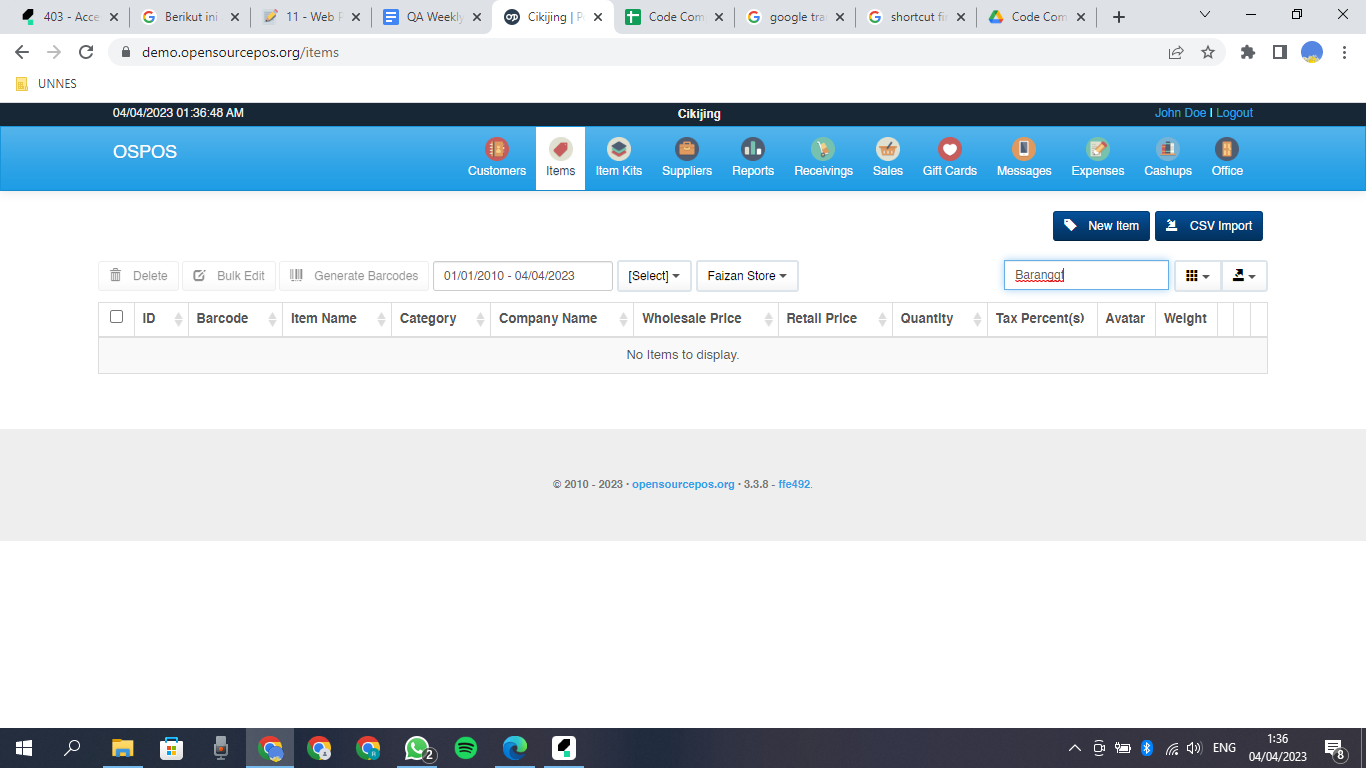 403 - Acce
Berikut ini
11 - Web P
QA Weekly
Cikijing | P
Code Com
google tra
shortcut fi
Code Com
demo.opensourcepos.org/items
UNNES
04/04/2023 01:36:48 AM
Cikijing
John Doe | Logout
OSPOS
Customers
Items
Item Kits
Suppliers
Reports
Receivings
Sales
Gift Cards
Messages
Expenses
Cashups
Office
New Item
CSV Import
Delete
Bulk Edit
Generate Barcodes
01/01/2010 - 04/04/2023
[Select]
Faizan Store
Baranggf
ID
Barcode
Item Name
Category
Company Name
Wholesale Price
Retail Price
Quantity
Tax Percent(s)
Avatar
Weight
No Items to display.
© 2010 - 2023 · opensourcepos.org · 3.3.8 - ffe492.
2
ENG
1:36
04/04/2023
8